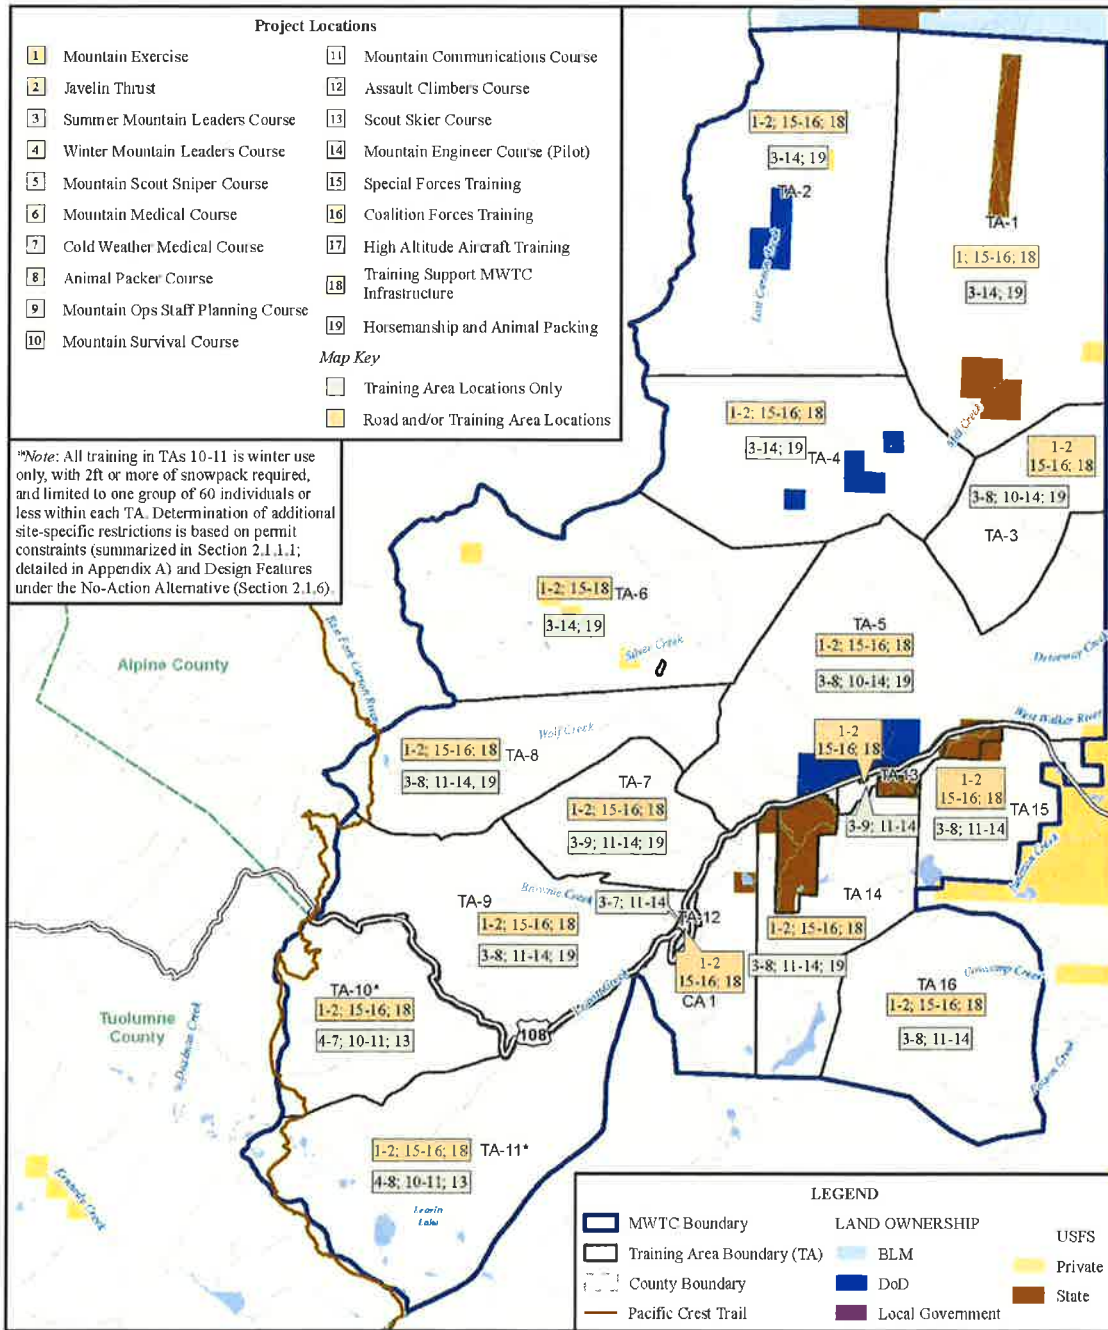 Project Locations
1 Mountain Exercise
2 Javelin Thrust
3 Summer Mountain Leaders Course
4 Winter Mountain Leaders Course
5 Mountain Scout Sniper Course
6 Mountain Medical Course
7 Cold Weather Medical Course
8 Animal Packer Course
9 Mountain Ops Staff Planning Course
10 Mountain Survival Course
11 Mountain Communications Course
12 Assault Climbers Course
13 Scout Skier Course
14 Mountain Engineer Course (Pilot)
15 Special Forces Training
16 Coalition Forces Training
17 High Altitude Aircraft Training
18 Training Support MWTC
Infrastructure
19 Horsemanship and Animal Packing
Map Key
Training Area Locations Only
Road and/or Training Area Locations
*Note: All training in TAs 10-11 is winter use
only, with 2ft or more of snowpack required,
and limited to one group of 60 individuals or
less within each TA. Determination of additional
site-specific restrictions is based on permit
constraints (summarized in Section 2.1.1.1;
detailed in Appendix A) and Design Features
under the No-Action Alternative (Section 2.1.6).
1-2; 15-16; 18
3-14; 19
TA-2
Lost Cannon Creek
TA-1
1; 15-16; 18
3-14; 19
Mill Creek
1-2; 15-16; 18
3-14; 19
TA-4
1-2
15-16; 18
3-8; 10-14; 19
TA-3
1-2; 15-18
TA-6
3-14; 19
Silver Creek
TA-5
1-2; 15-16; 18
3-8; 10-14; 19
West Walker River
East Fork Carson River
Alpine County
Wolf Creek
1-2; 15-16; 18
TA-8
3-8; 11-14, 19
TA-7
1-2; 15-16; 18
3-9; 11-14; 19
1-2
15-16; 18
TA 13
3-9; 11-14
1-2
15-16; 18
TA 15
3-8; 11-14
Brownie Creek
3-7; 11-14
TA-12
1-2
15-16; 18
CA 1
TA-9
1-2; 15-16; 18
3-8; 11-14; 19
TA 14
1-2; 15-16; 18
3-8; 11-14; 19
TA 16
1-2; 15-16; 18
3-8; 11-14
TA-10*
1-2; 15-16; 18
4-7; 10-11; 13
108
Tuolumne
County
TA-11*
1-2; 15-16; 18
4-8; 10-11; 13
Leavitt
Lake
Kennedy Creek
LEGEND
MWTC Boundary
Training Area Boundary (TA)
County Boundary
Pacific Crest Trail
LAND OWNERSHIP
BLM
DoD
Local Government
USFS
Private
State